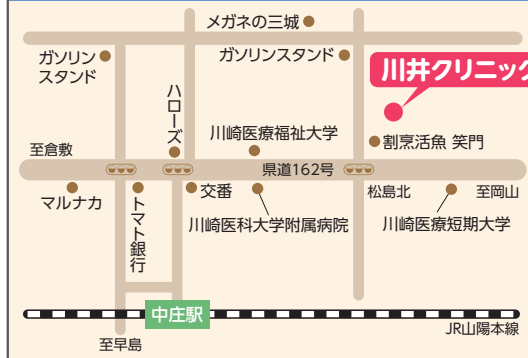 メガネの三城
ガソリン
スタンド
ガソリンスタンド
川井クリニック
ハローズ
川崎医療福祉大学
割烹活魚 笑門
至倉敷
県道162号
マルナカ
トマト銀行
交番
川崎医科大学附属病院
松島北
至岡山
川崎医療短期大学
中庄駅
JR山陽本線
至早島